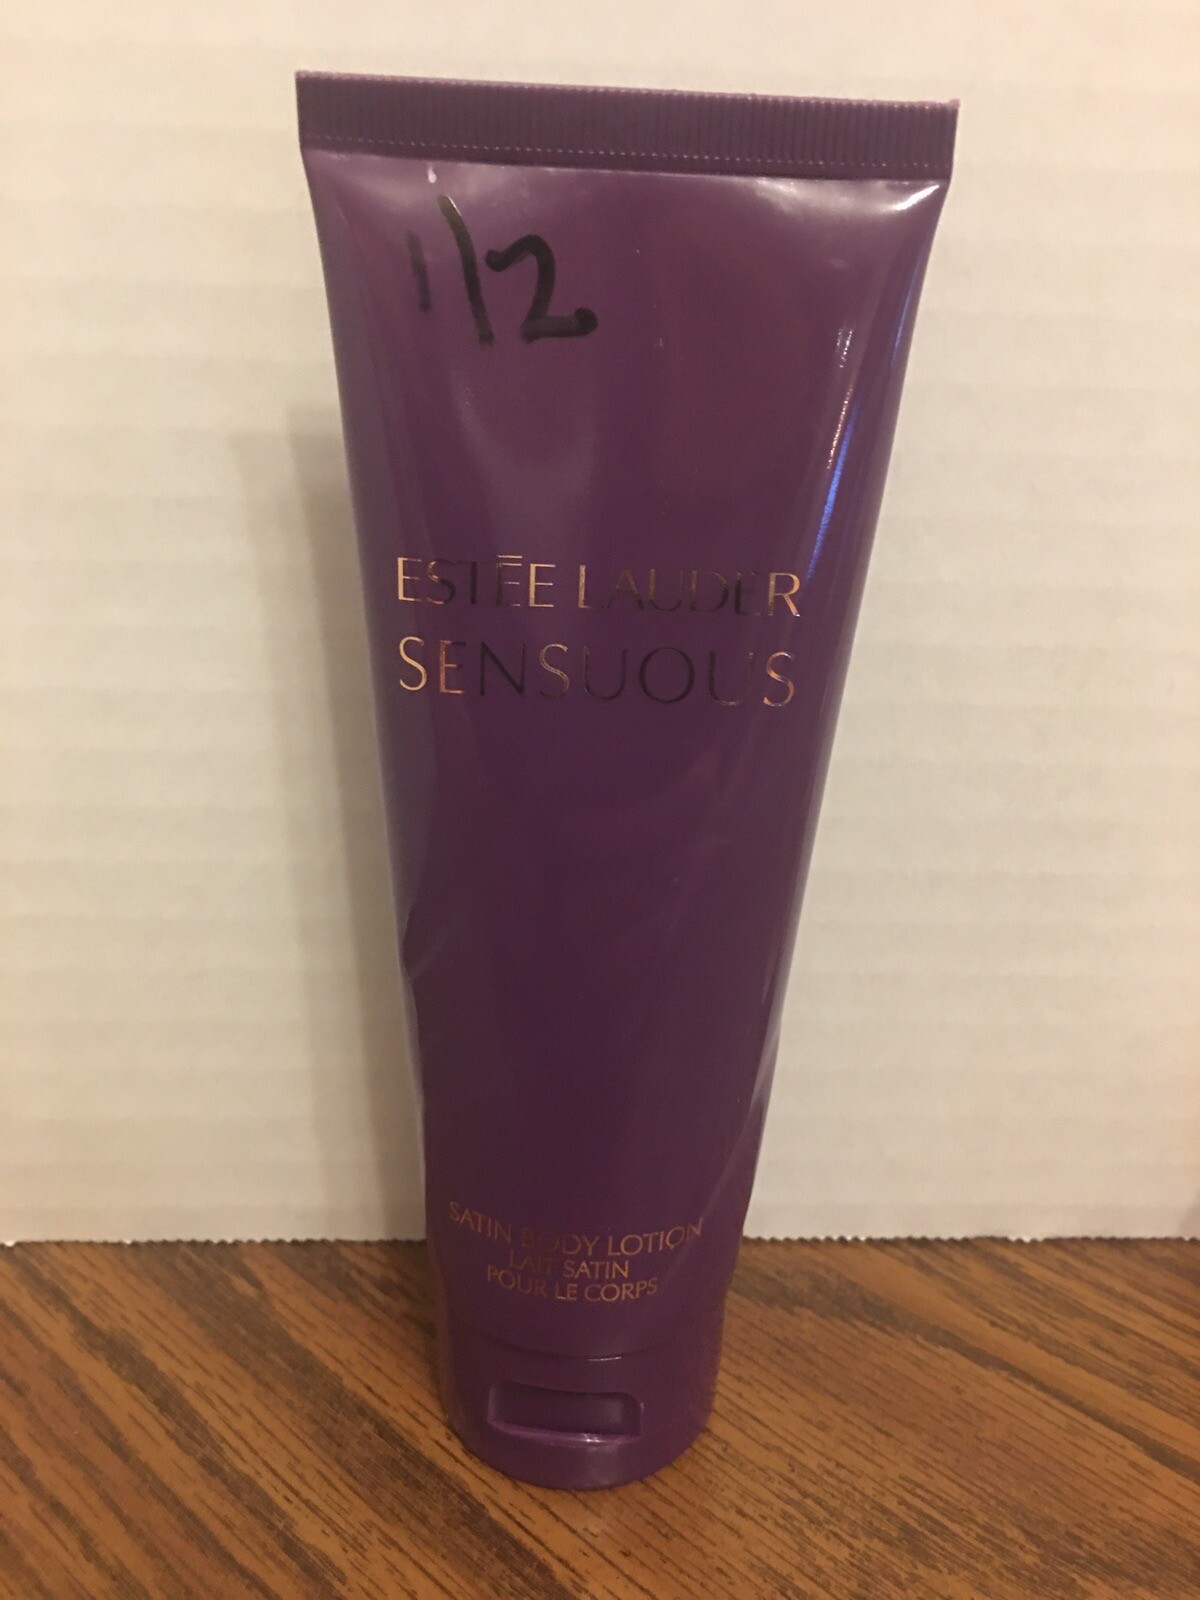 1/2
ESTĒE LAUDER
SENSUOUS
SATIN BODY LOTION
LAIT SATIN
POUR LE CORPS